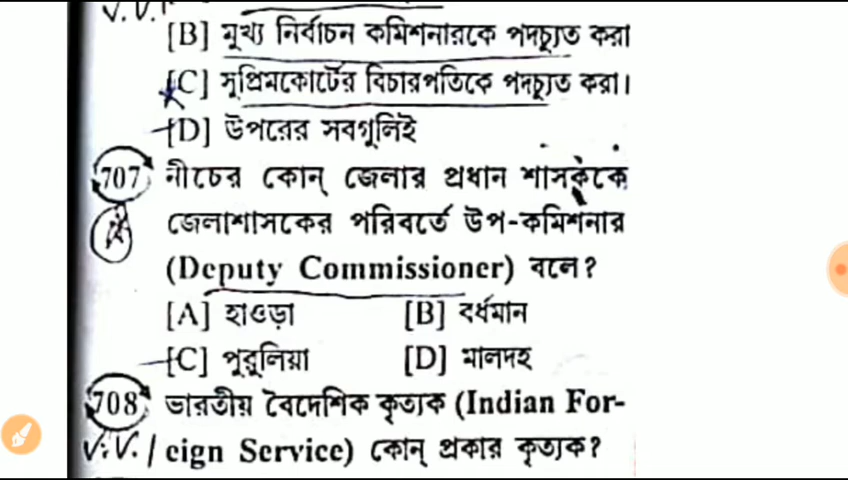 [B] মুখ্য নির্বাচন কমিশনারকে পদচ্যুত করা
[C] সুপ্রিমকোর্টের বিচারপতিকে পদচ্যুত করা।
[D] উপরের সবগুলিই
707 নীচের কোন্ জেলার প্রধান শাসককে
জেলাশাসকের পরিবর্তে উপ-কমিশনার
(Deputy Commissioner) বলে?
[A] হাওড়া [B] বর্ধমান
[C] পুরুলিয়া [D] মালদহ
708 ভারতীয় বৈদেশিক কৃত্যক (Indian For-
eign Service) কোন্ প্রকার কৃত্যক?